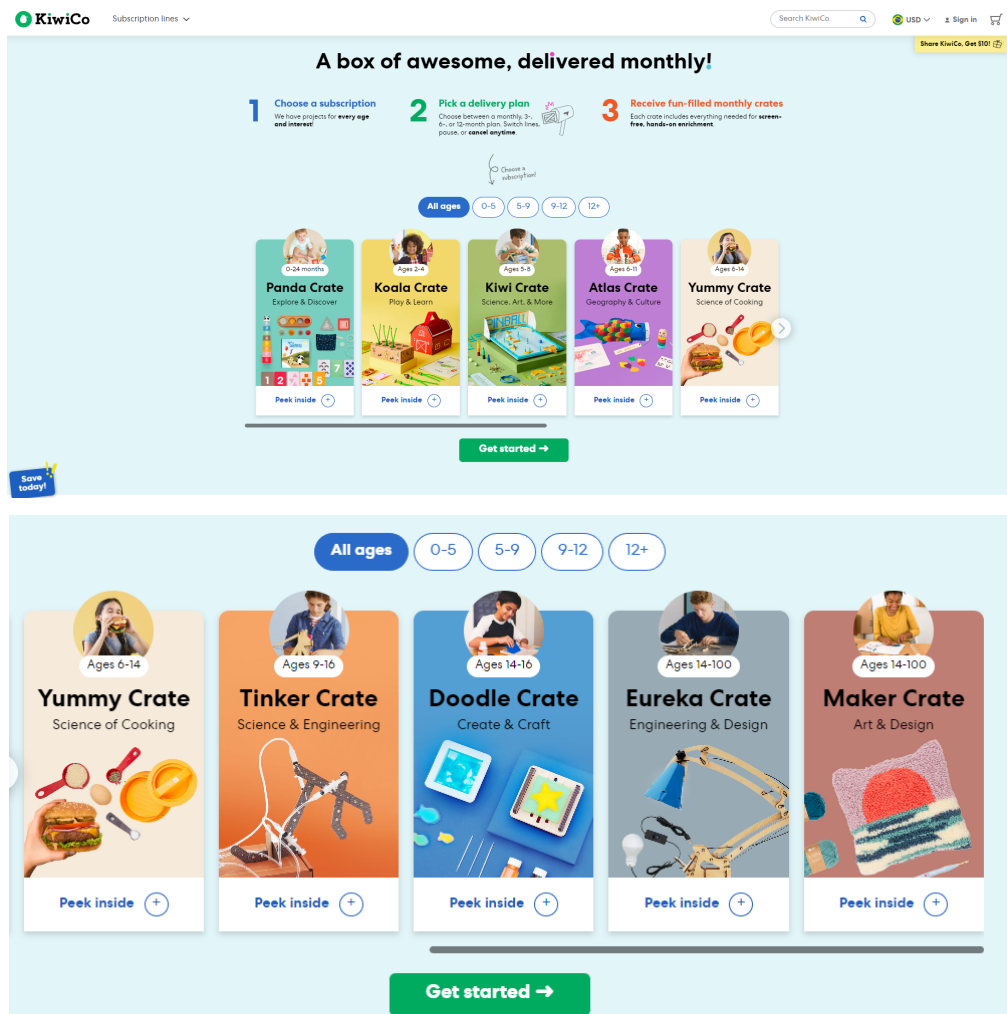 KiwiCo
Subscription lines
Search KiwiCo
USD
Sign in
Share KiwiCo, Get $10!
A box of awesome, delivered monthly!
1
Choose a subscription
We have projects for every age
and interest!
2
Pick a delivery plan
Choose between a monthly, 3-,
6-, or 12-month plan. Switch lines,
pause, or cancel anytime.
3
Receive fun-filled monthly crates
Each crate includes everything needed for screen-
free, hands-on enrichment.
Choose a
subscription!
All ages
0-5
5-9
9-12
12+
0-24 months
Panda Crate
Explore & Discover
1 2 5
7
Peek inside +
Ages 2-4
Koala Crate
Play & Learn
Peek inside +
Ages 5-8
Kiwi Crate
Science, Art, & More
PINBALL
Peek inside +
Ages 6-11
Atlas Crate
Geography & Culture
Peek inside +
Ages 6-14
Yummy Crate
Science of Cooking
Peek inside +
Get started →
Save
today!
All ages
0-5
5-9
9-12
12+
Ages 6-14
Yummy Crate
Science of Cooking
Peek inside +
Ages 9-16
Tinker Crate
Science & Engineering
Peek inside +
Ages 14-16
Doodle Crate
Create & Craft
Peek inside +
Ages 14-100
Eureka Crate
Engineering & Design
Peek inside +
Ages 14-100
Maker Crate
Art & Design
Peek inside +
Get started →